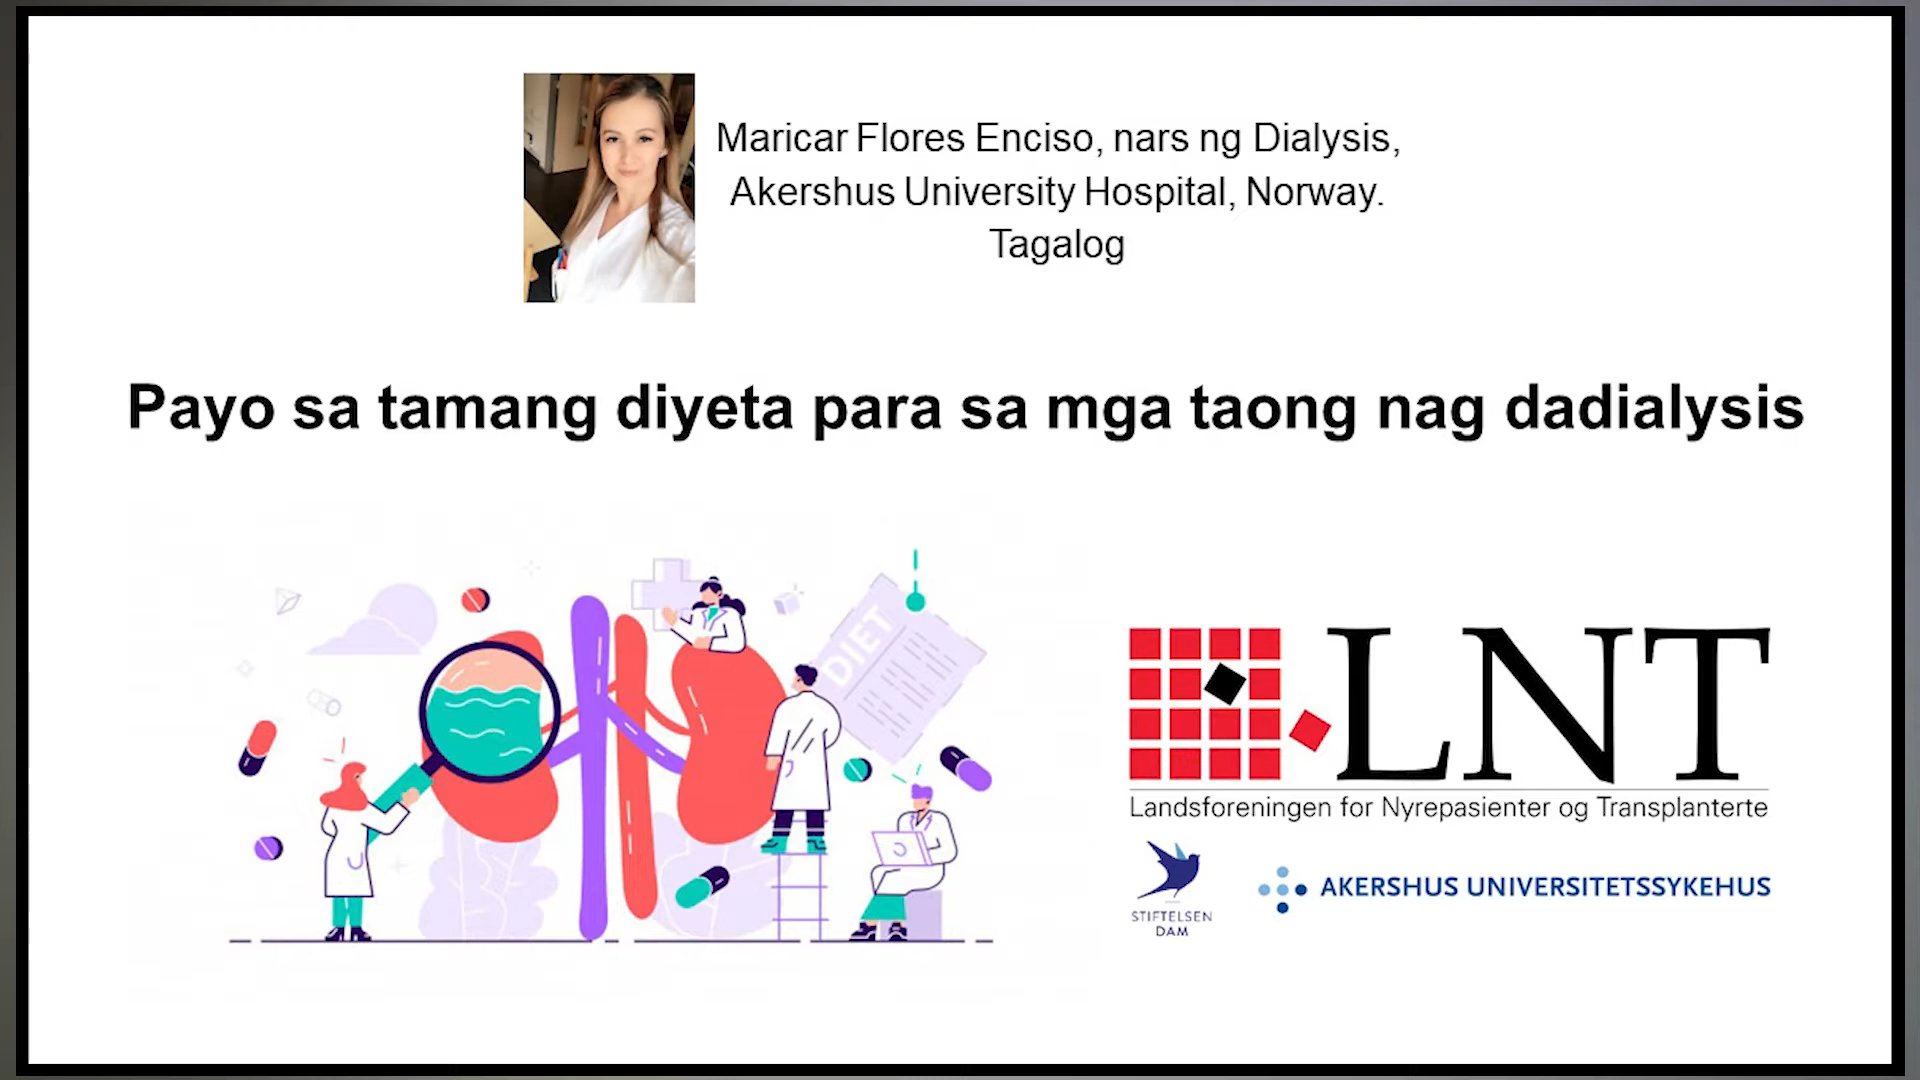 Maricar Flores Enciso, nars ng Dialysis,
Akershus University Hospital, Norway.
Tagalog
Payo sa tamang diyeta para sa mga taong nag dadialysis
DIET
LNT
Landsforeningen for Nyrepasienter og Transplanterte
STIFTELSEN
DAM
AKERSHUS UNIVERSITETSSYKEHUS